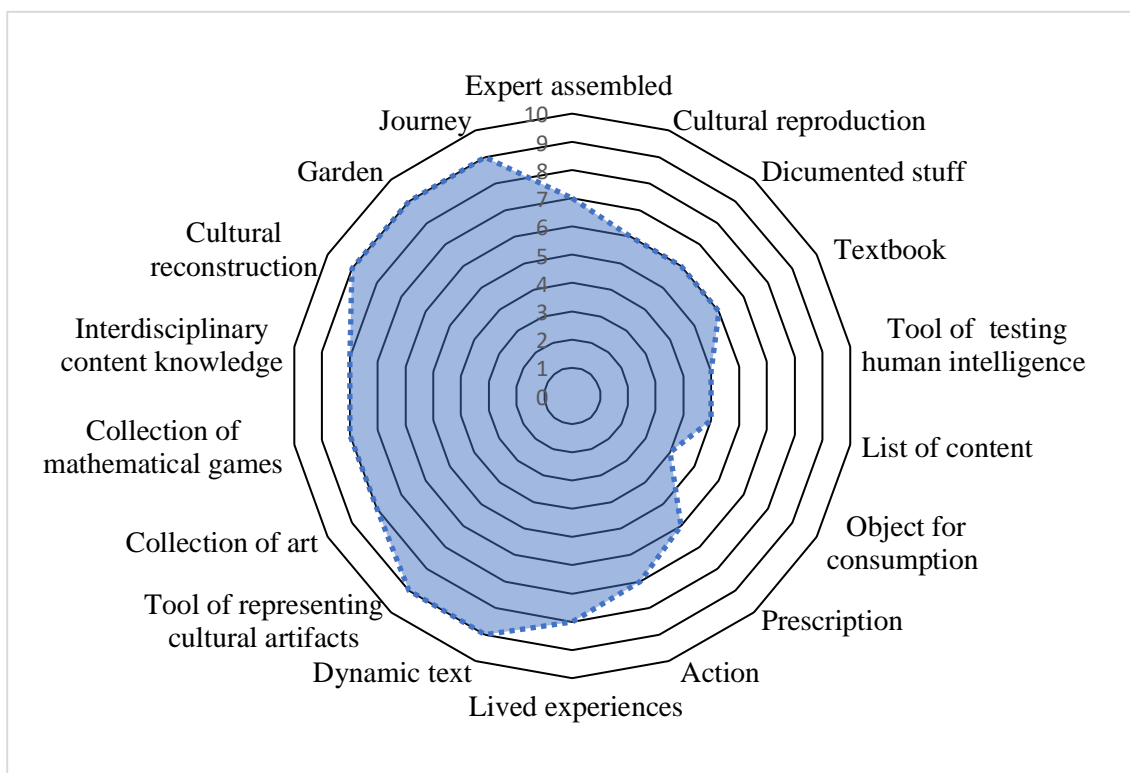 Expert assembled
Cultural reproduction
Dicumented stuff
Textbook
Tool of testing
human intelligence
List of content
Object for
consumption
Prescription
Action
Lived experiences
Dynamic text
Tool of representing
cultural artifacts
Collection of art
Collection of
mathematical games
Interdisciplinary
content knowledge
Cultural
reconstruction
Garden
Journey
10
9
8
7
6
5
4
3
2
1
0